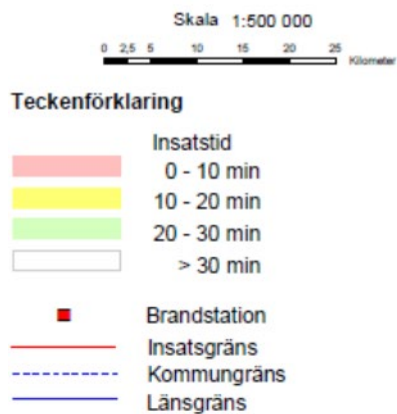 Skala 1:500 000
0 2,5 5 10 15 20 25
Kilometer
Teckenförklaring
Insatstid
0 - 10 min
10 - 20 min
20 - 30 min
> 30 min
Brandstation
Insatsgräns
Kommungräns
Länsgräns